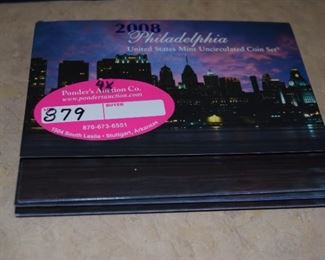 2008
Philadelphia
United States Mint Uncirculated Coin Set
Ponder's Auction Co.
www.pondersauction.com
BUYER
879
870-673-6551
1504 South Leslie • Stuttgart, Arkansas